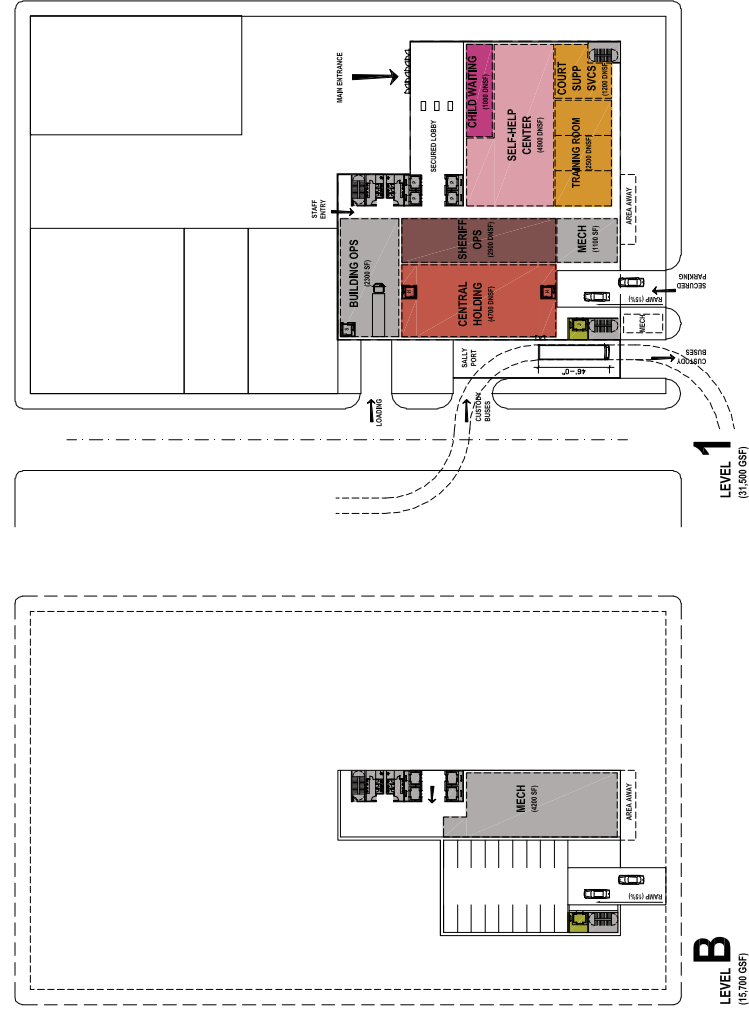 MAIN ENTRANCE
SECURED LOBBY
CHILD WAITING
(1000 DNSF)
SELF-HELP
CENTER
(4000 DNSF)
COURT
SUPP
SVCS
(1200 DNSF)
TRAINING ROOM
(2500 DNSF)
STAFF
ENTRY
AREA AWAY
BUILDING OPS
(2300 SF)
SHERIFF
OPS
(2900 DNSF)
MECH
(1100 SF)
CENTRAL
HOLDING
(4700 DNSF)
SECURED
PARKING
RAMP (15%)
MECH
SALLY
PORT
46'-0"
CUSTODY
BUSES
LOADING
CUSTODY
BUSES
LEVEL 1
(31,500 GSF)
MECH
(4200 SF)
AREA AWAY
RAMP (15%)
LEVEL B
(15,700 GSF)